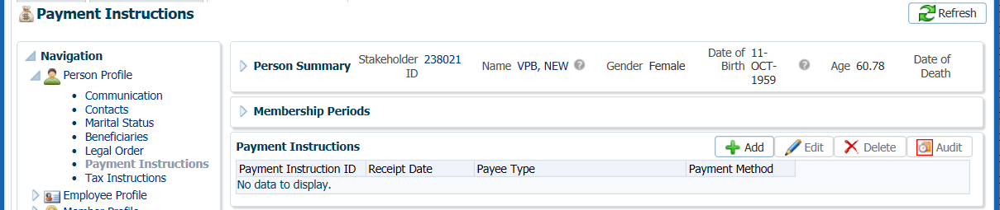 Payment Instructions
Refresh
Navigation
Person Profile
Communication
Contacts
Marital Status
Beneficiaries
Legal Order
Payment Instructions
Tax Instructions
Employee Profile
Member Profile
Person Summary
Stakeholder ID 238021
Name VPB, NEW
Gender Female
Date of Birth 11-OCT-1959
Age 60.78
Date of Death
Membership Periods
Payment Instructions
Add Edit Delete Audit
Payment Instruction ID Receipt Date Payee Type Payment Method
No data to display.